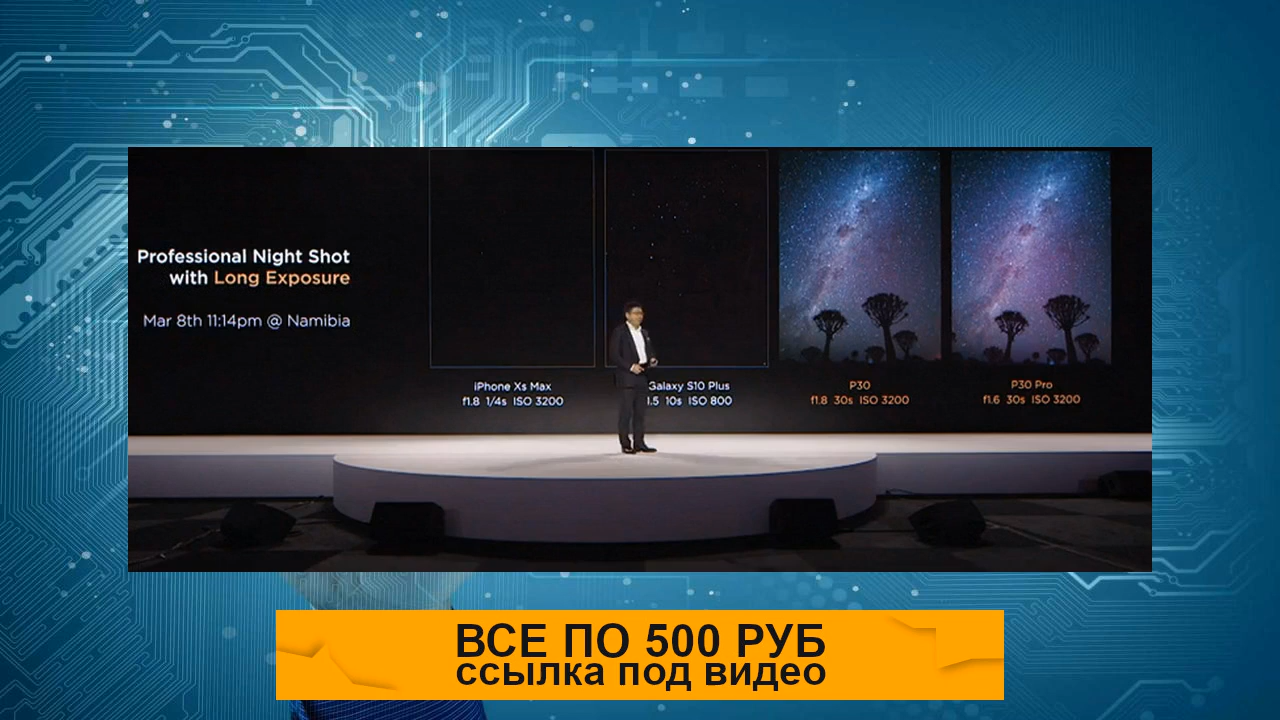 Professional Night Shot
with Long Exposure
Mar 8th 11:14pm @ Namibia
iPhone Xs Max
f1.8 1/4s ISO 3200
Galaxy S10 Plus
1.5 10s ISO 800
P30
f1.8 30s ISO 3200
P30 Pro
f1.6 30s ISO 3200
ВСЕ ПО 500 РУБ
ссылка под видео